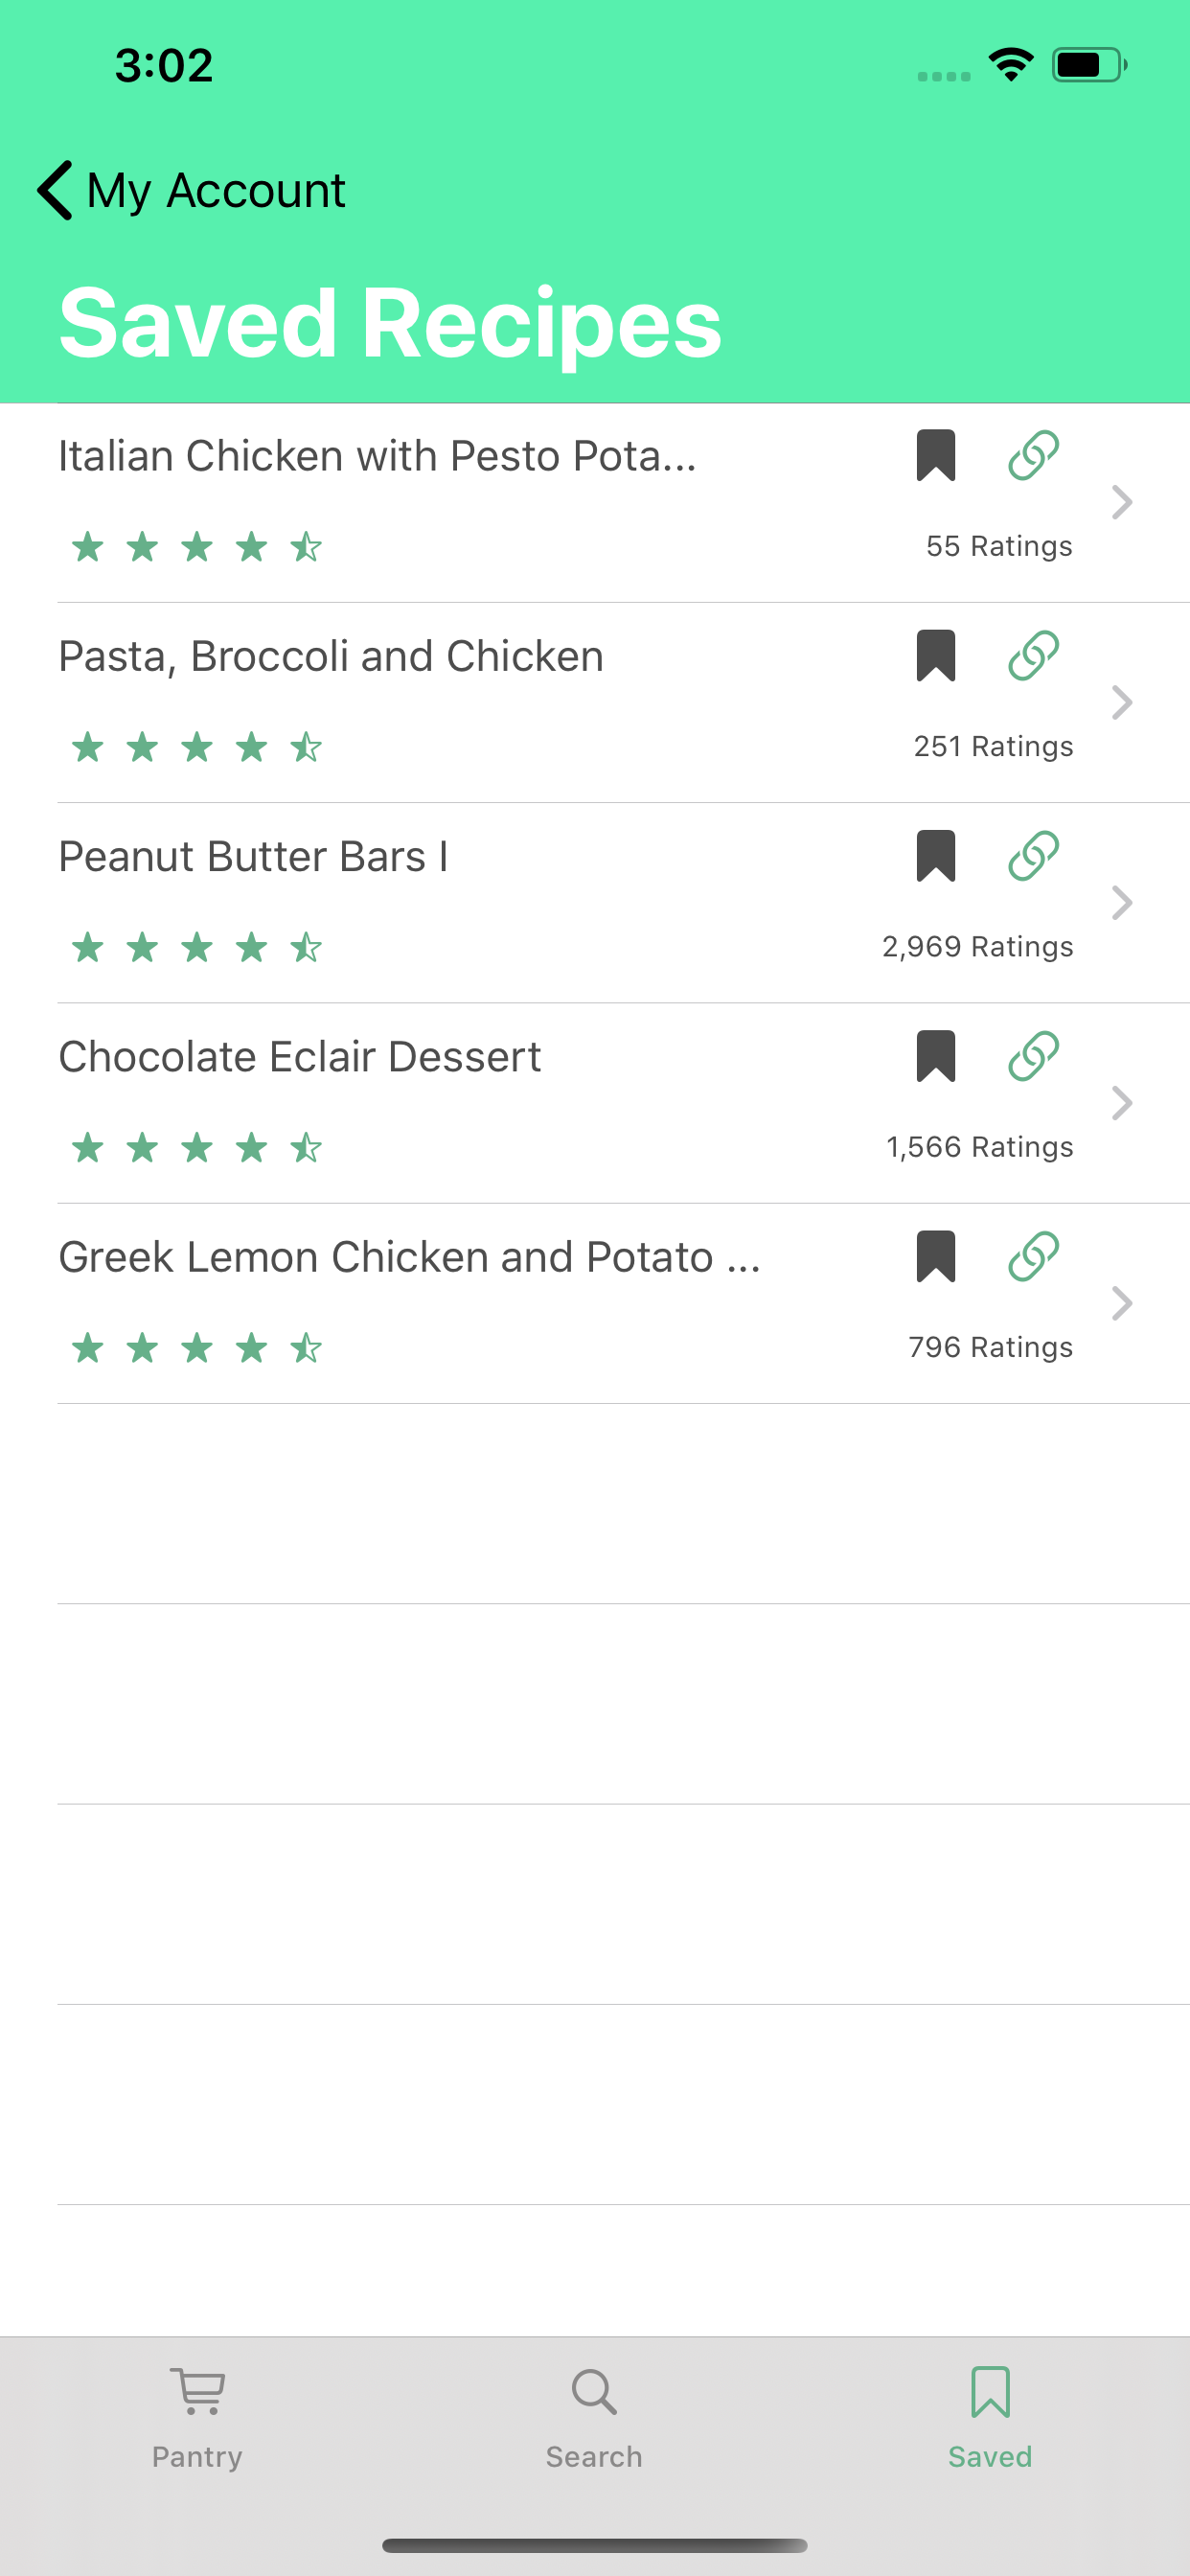 3:02
My Account
Saved Recipes
Italian Chicken with Pesto Pota...
55 Ratings
Pasta, Broccoli and Chicken
251 Ratings
Peanut Butter Bars I
2,969 Ratings
Chocolate Eclair Dessert
1,566 Ratings
Greek Lemon Chicken and Potato ...
796 Ratings
Pantry
Search
Saved